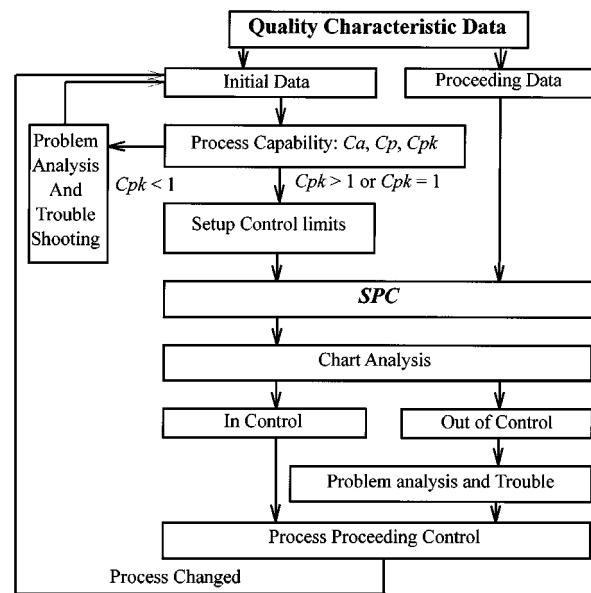 Quality Characteristic Data
Initial Data
Proceeding Data
Problem
Analysis
And
Trouble
Shooting
Process Capability: Ca, Cp, Cpk
Cpk < 1
Cpk > 1 or Cpk = 1
Setup Control limits
SPC
Chart Analysis
In Control
Out of Control
Problem analysis and Trouble
Process Proceeding Control
Process Changed